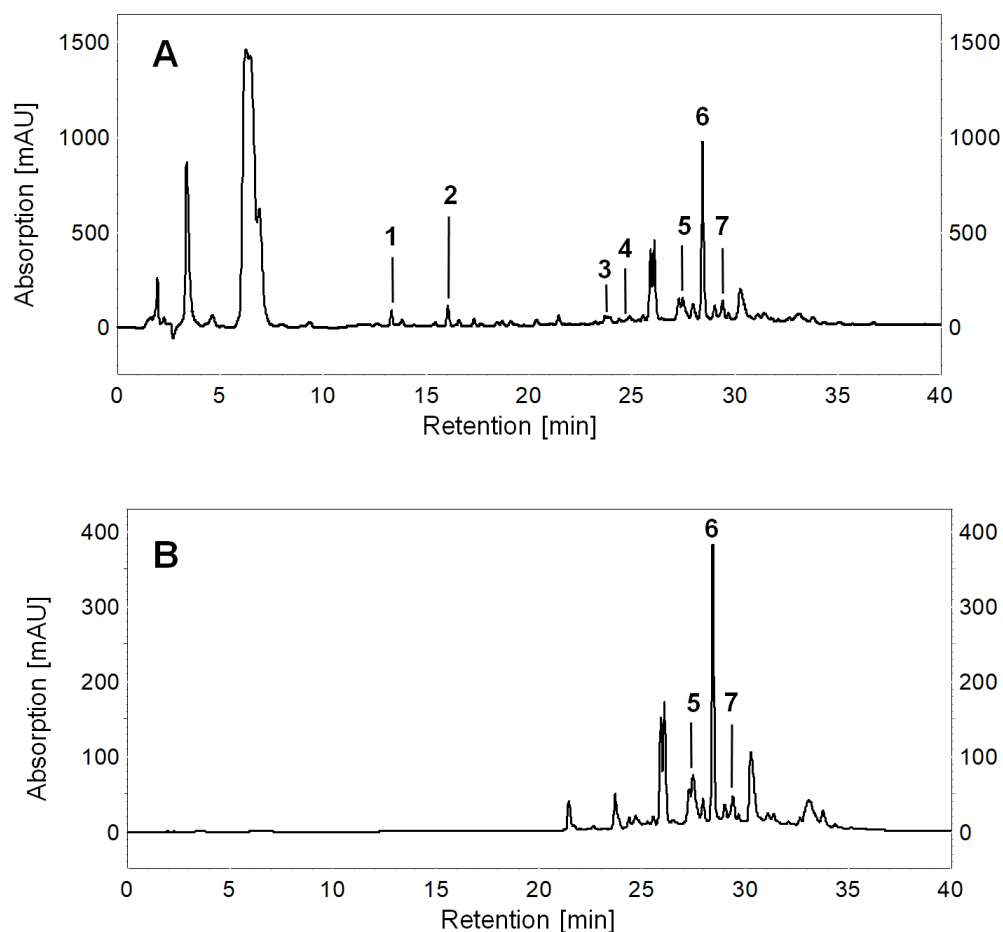 A
Absorption [mAU]
1500 1500
1000 1000
500 500
0 0
1 2 3 4 5 6 7
0 5 10 15 20 25 30 35 40
Retention [min]
B
Absorption [mAU]
400 400
300 300
200 200
100 100
0 0
5 6 7
0 5 10 15 20 25 30 35 40
Retention [min]